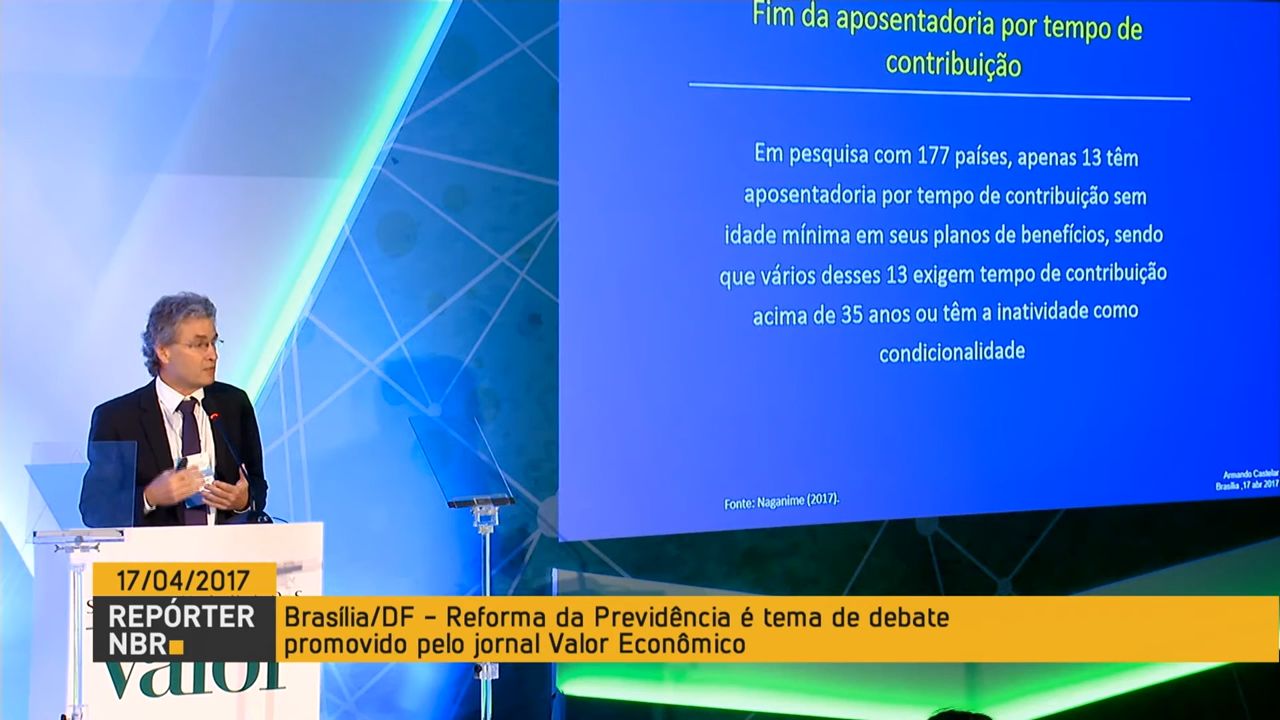 Fim da aposentadoria por tempo de
contribuição
Em pesquisa com 177 países, apenas 13 têm
aposentadoria por tempo de contribuição sem
idade mínima em seus planos de benefícios, sendo
que vários desses 13 exigem tempo de contribuição
acima de 35 anos ou têm a inatividade como
condicionalidade
Armando Castelar
Brasília ,17 abr 2017
Fonte: Naganime (2017).
17/04/2017
REPÓRTER
NBR
Brasília/DF – Reforma da Previdência é tema de debate
promovido pelo jornal Valor Econômico
Valor